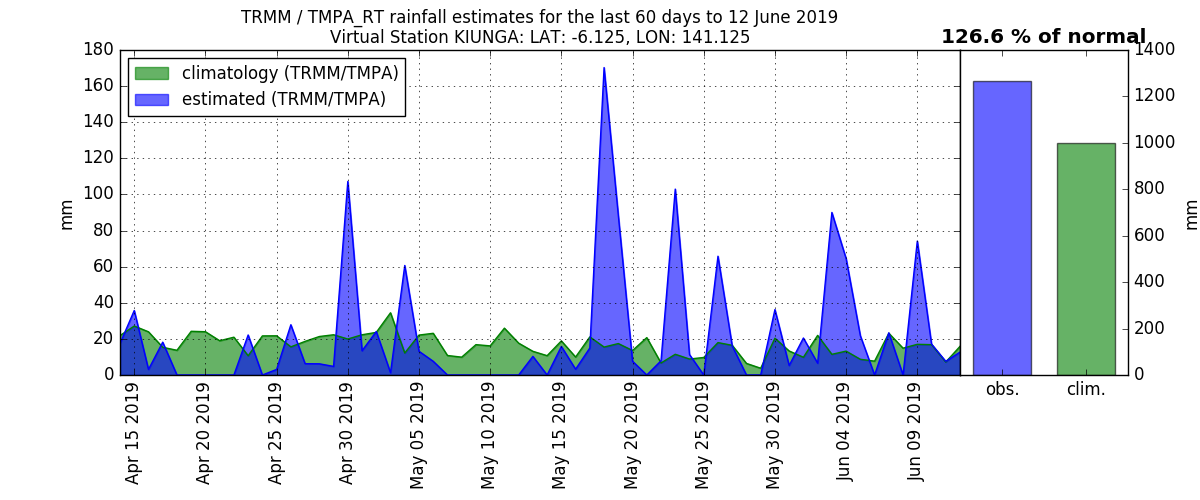 TRMM / TMPA_RT rainfall estimates for the last 60 days to 12 June 2019
Virtual Station KIUNGA: LAT: -6.125, LON: 141.125
126.6 % of normal
climatology (TRMM/TMPA)
estimated (TRMM/TMPA)
180
160
140
120
100
80
60
40
20
0
mm
1400
1200
1000
800
600
400
200
0
mm
Apr 15 2019
Apr 20 2019
Apr 25 2019
Apr 30 2019
May 05 2019
May 10 2019
May 15 2019
May 20 2019
May 25 2019
May 30 2019
Jun 04 2019
Jun 09 2019
obs.
clim.